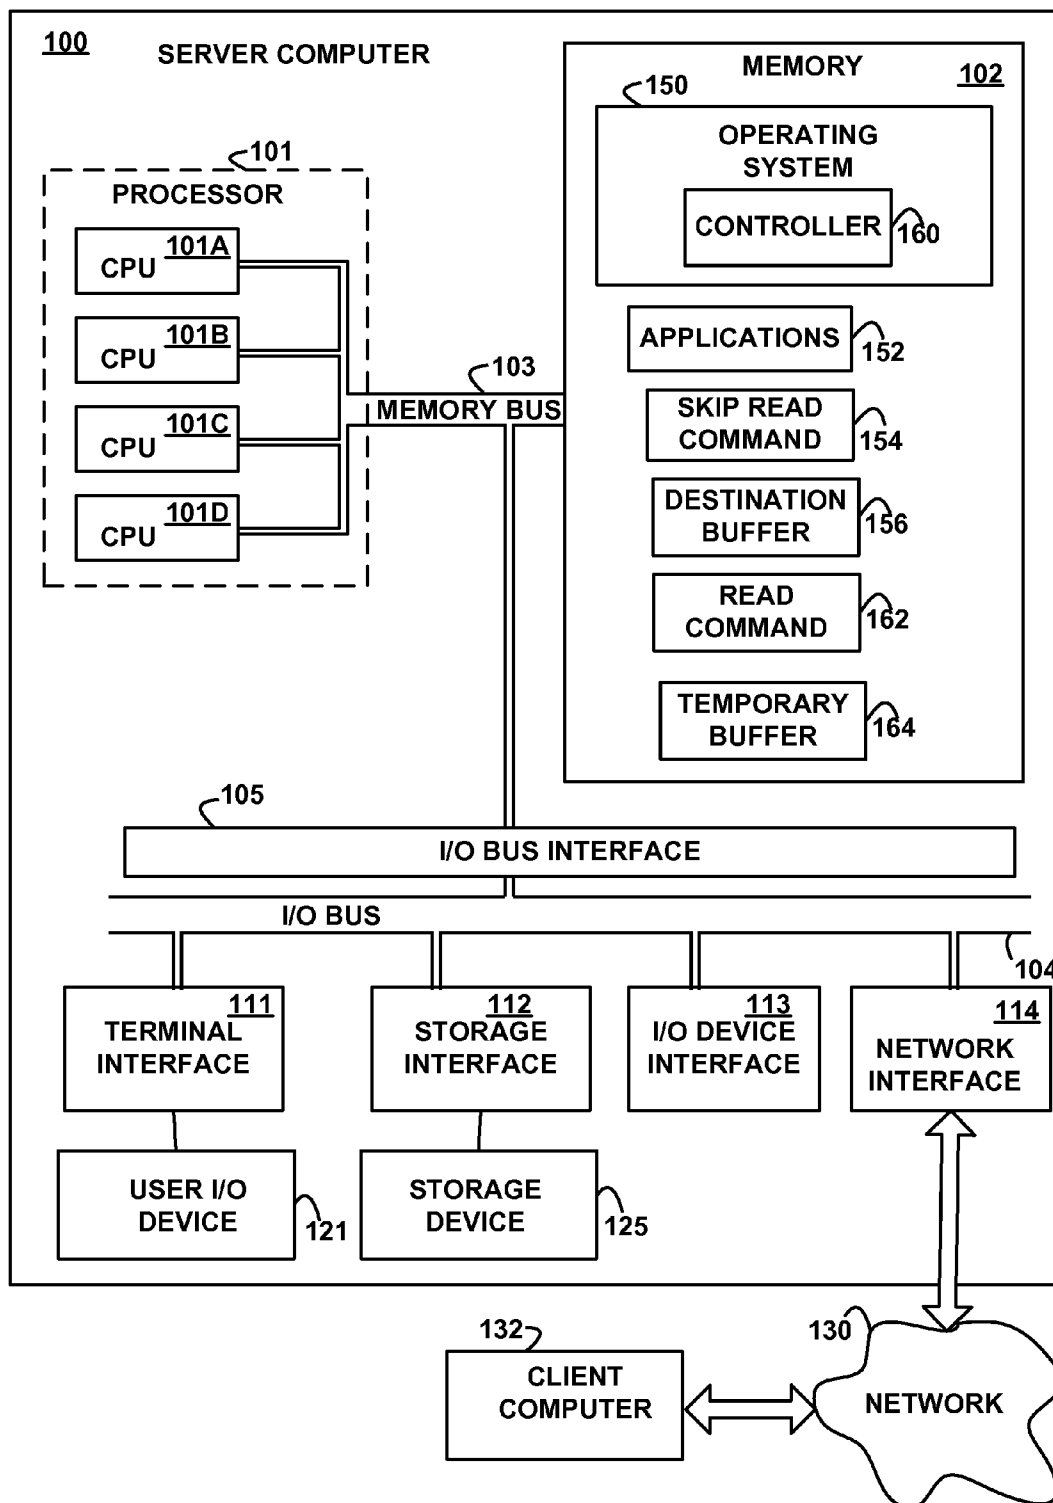 100
SERVER COMPUTER
MEMORY
102
150
OPERATING
SYSTEM
CONTROLLER
160
101
PROCESSOR
101A
CPU
101B
CPU
101C
CPU
101D
CPU
103
MEMORY BUS
APPLICATIONS
152
SKIP READ
COMMAND
154
DESTINATION
BUFFER
156
READ
COMMAND
162
TEMPORARY
BUFFER
164
105
I/O BUS INTERFACE
I/O BUS
104
111
TERMINAL
INTERFACE
112
STORAGE
INTERFACE
113
I/O DEVICE
INTERFACE
114
NETWORK
INTERFACE
USER I/O
DEVICE
121
STORAGE
DEVICE
125
132
CLIENT
COMPUTER
130
NETWORK